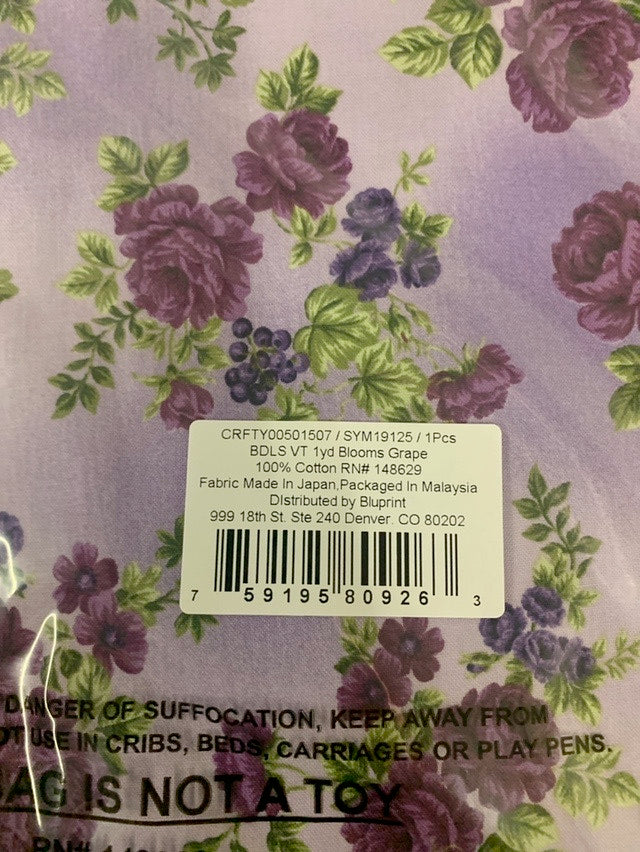 CRFTY00501507 / SYM19125 / 1Pcs
BDLS VT 1yd Blooms Grape
100% Cotton RN# 148629
Fabric Made In Japan,Packaged In Malaysia
DIstributed by Bluprint
999 18th St. Ste 240 Denver. CO 80202
7 59195 80926 3
DANGER OF SUFFOCATION, KEEP AWAY FROM
USE IN CRIBS, BEDS, CARRIAGES OR PLAY PENS.
IS NOT A TOY
RN#